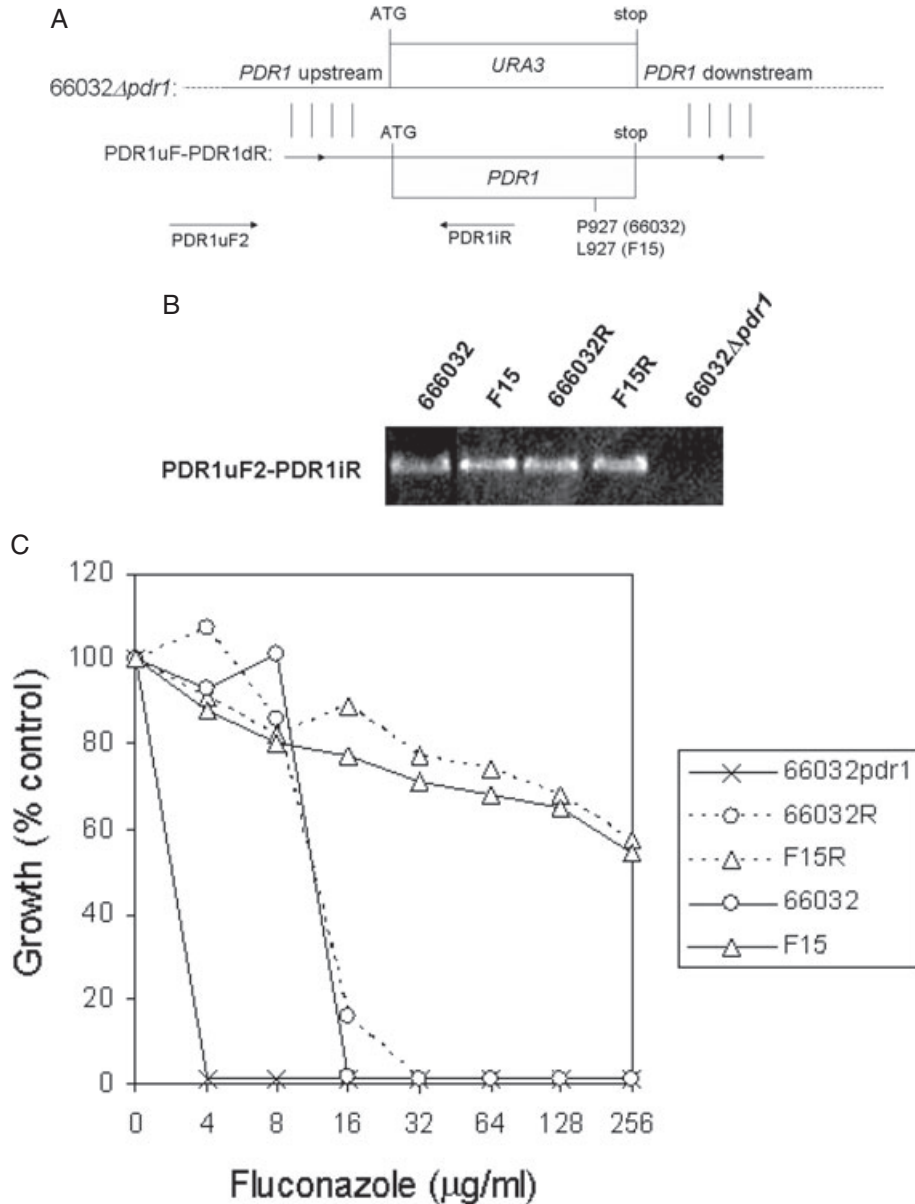 A
ATG stop
PDR1 upstream URA3 PDR1 downstream
66032Δpdr1:
ATG stop
PDR1uF-PDR1dR:
PDR1
PDR1uF2 PDR1iR P927 (66032)
L927 (F15)
B
666032 F15 666032R F15R 66032Δpdr1
PDR1uF2-PDR1iR
C
120
100
80
60
40
20
0
Growth (% control)
0 4 8 16 32 64 128 256
Fluconazole (µg/ml)
66032pdr1
66032R
F15R
66032
F15